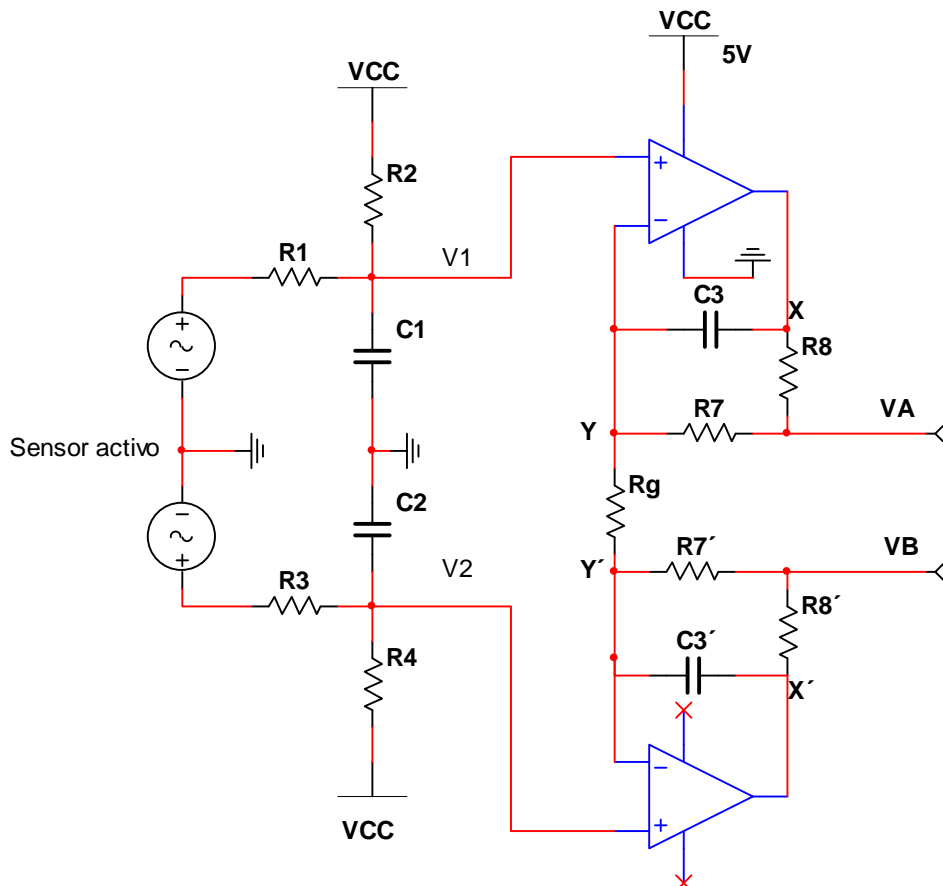 VCC
5V
VCC
R2
+
−
R1
V1
C3
X
C1
R8
+
−
R7
VA
Y
Sensor activo
Rg
C2
−
+
R7´
VB
Y´
R3
V2
R8´
R4
C3´
X´
−
+
VCC